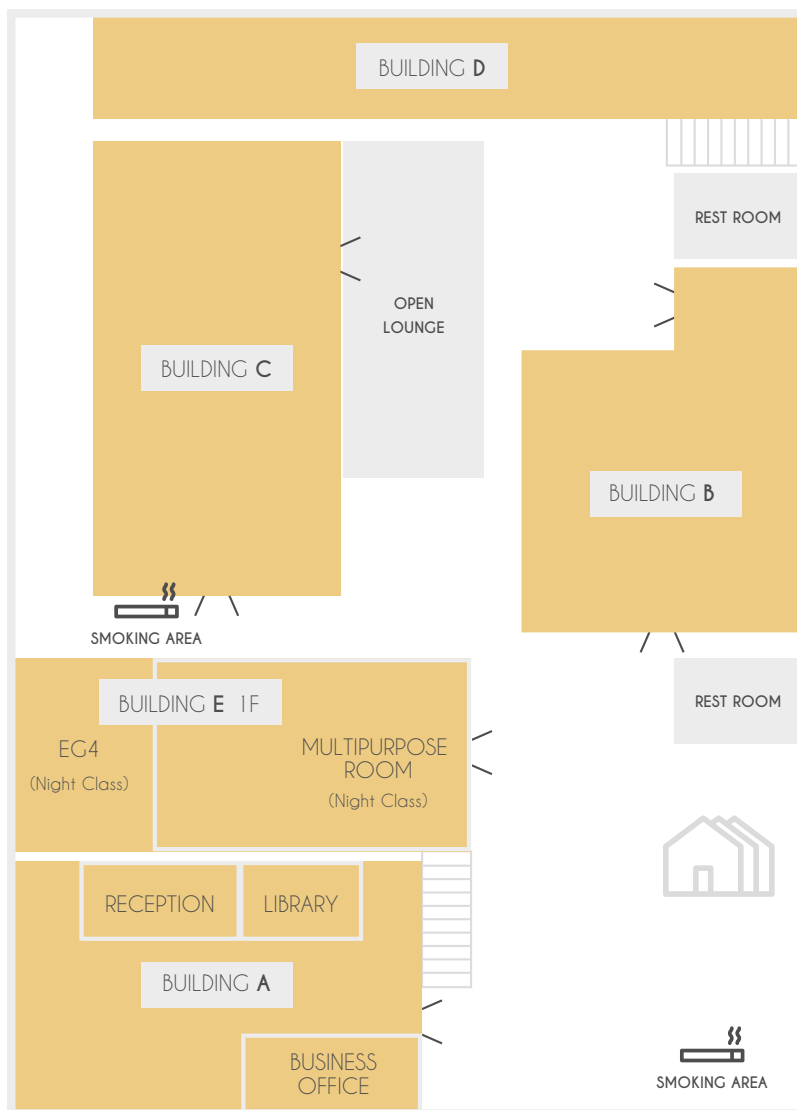 BUILDING D
REST ROOM
OPEN
LOUNGE
BUILDING C
BUILDING B
SMOKING AREA
BUILDING E 1F
REST ROOM
EG4
(Night Class)
MULTIPURPOSE
ROOM
(Night Class)
RECEPTION
LIBRARY
BUILDING A
BUSINESS
OFFICE
SMOKING AREA